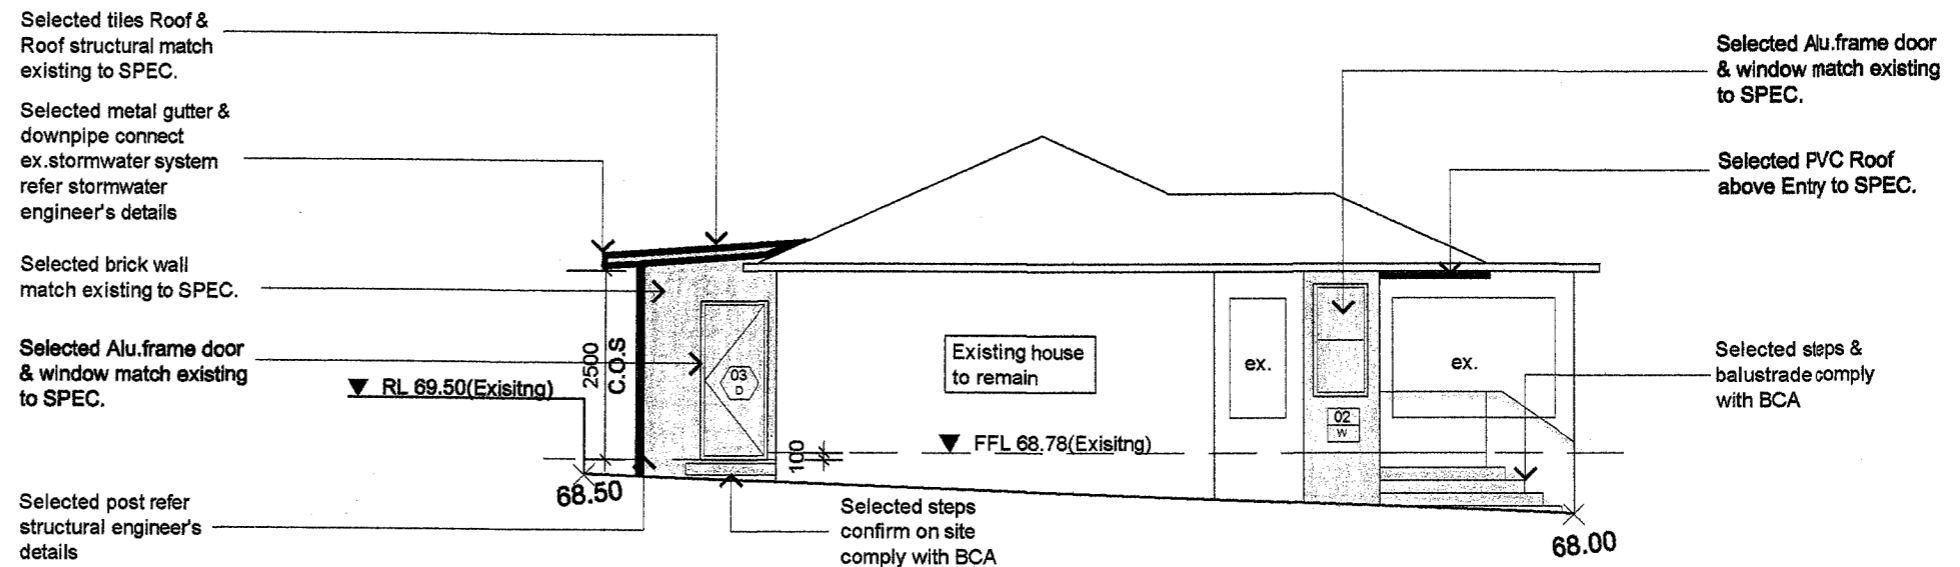 Selected tiles Roof &
Roof structural match
existing to SPEC.
Selected metal gutter &
downpipe connect
ex.stormwater system
refer stormwater
engineer's details
Selected brick wall
match existing to SPEC.
Selected Alu.frame door
& window match existing
to SPEC.
Selected post refer
structural engineer's
details
RL 69.50(Exisitng)
2500
C.O.S
03
D
68.50
100
Existing house
to remain
FFL 68.78(Exisitng)
Selected steps
confirm on site
comply with BCA
ex.
02
W
ex.
68.00
Selected Alu.frame door
& window match existing
to SPEC.
Selected PVC Roof
above Entry to SPEC.
Selected steps &
balustrade comply
with BCA